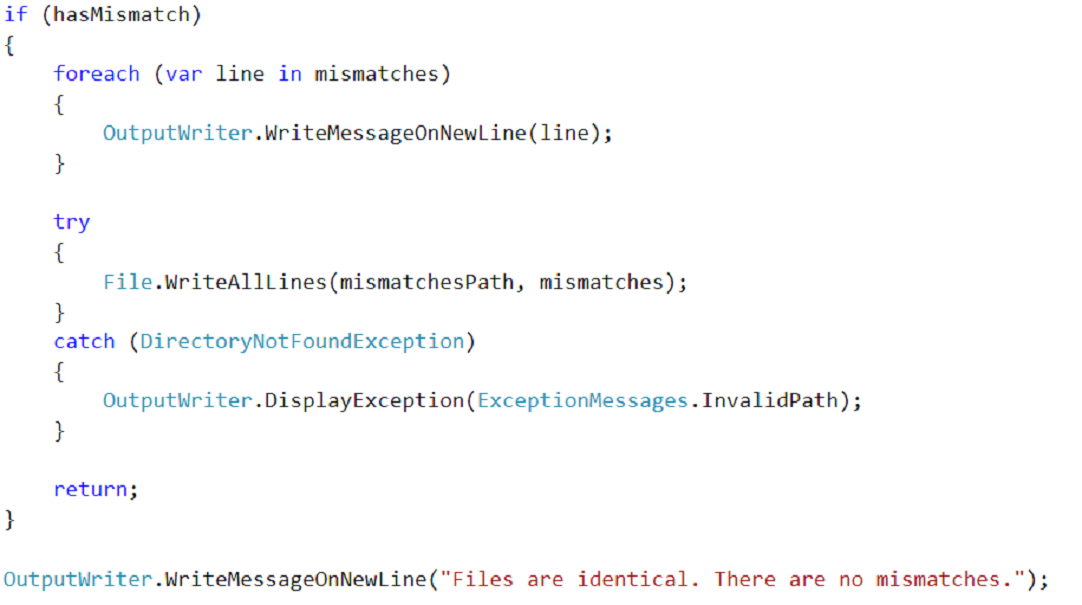 if (hasMismatch)
{
    foreach (var line in mismatches)
    {
        OutputWriter.WriteMessageOnNewLine(line);
    }

    try
    {
        File.WriteAllLines(mismatchesPath, mismatches);
    }
    catch (DirectoryNotFoundException)
    {
        OutputWriter.DisplayException(ExceptionMessages.InvalidPath);
    }

    return;
}

OutputWriter.WriteMessageOnNewLine("Files are identical. There are no mismatches.");